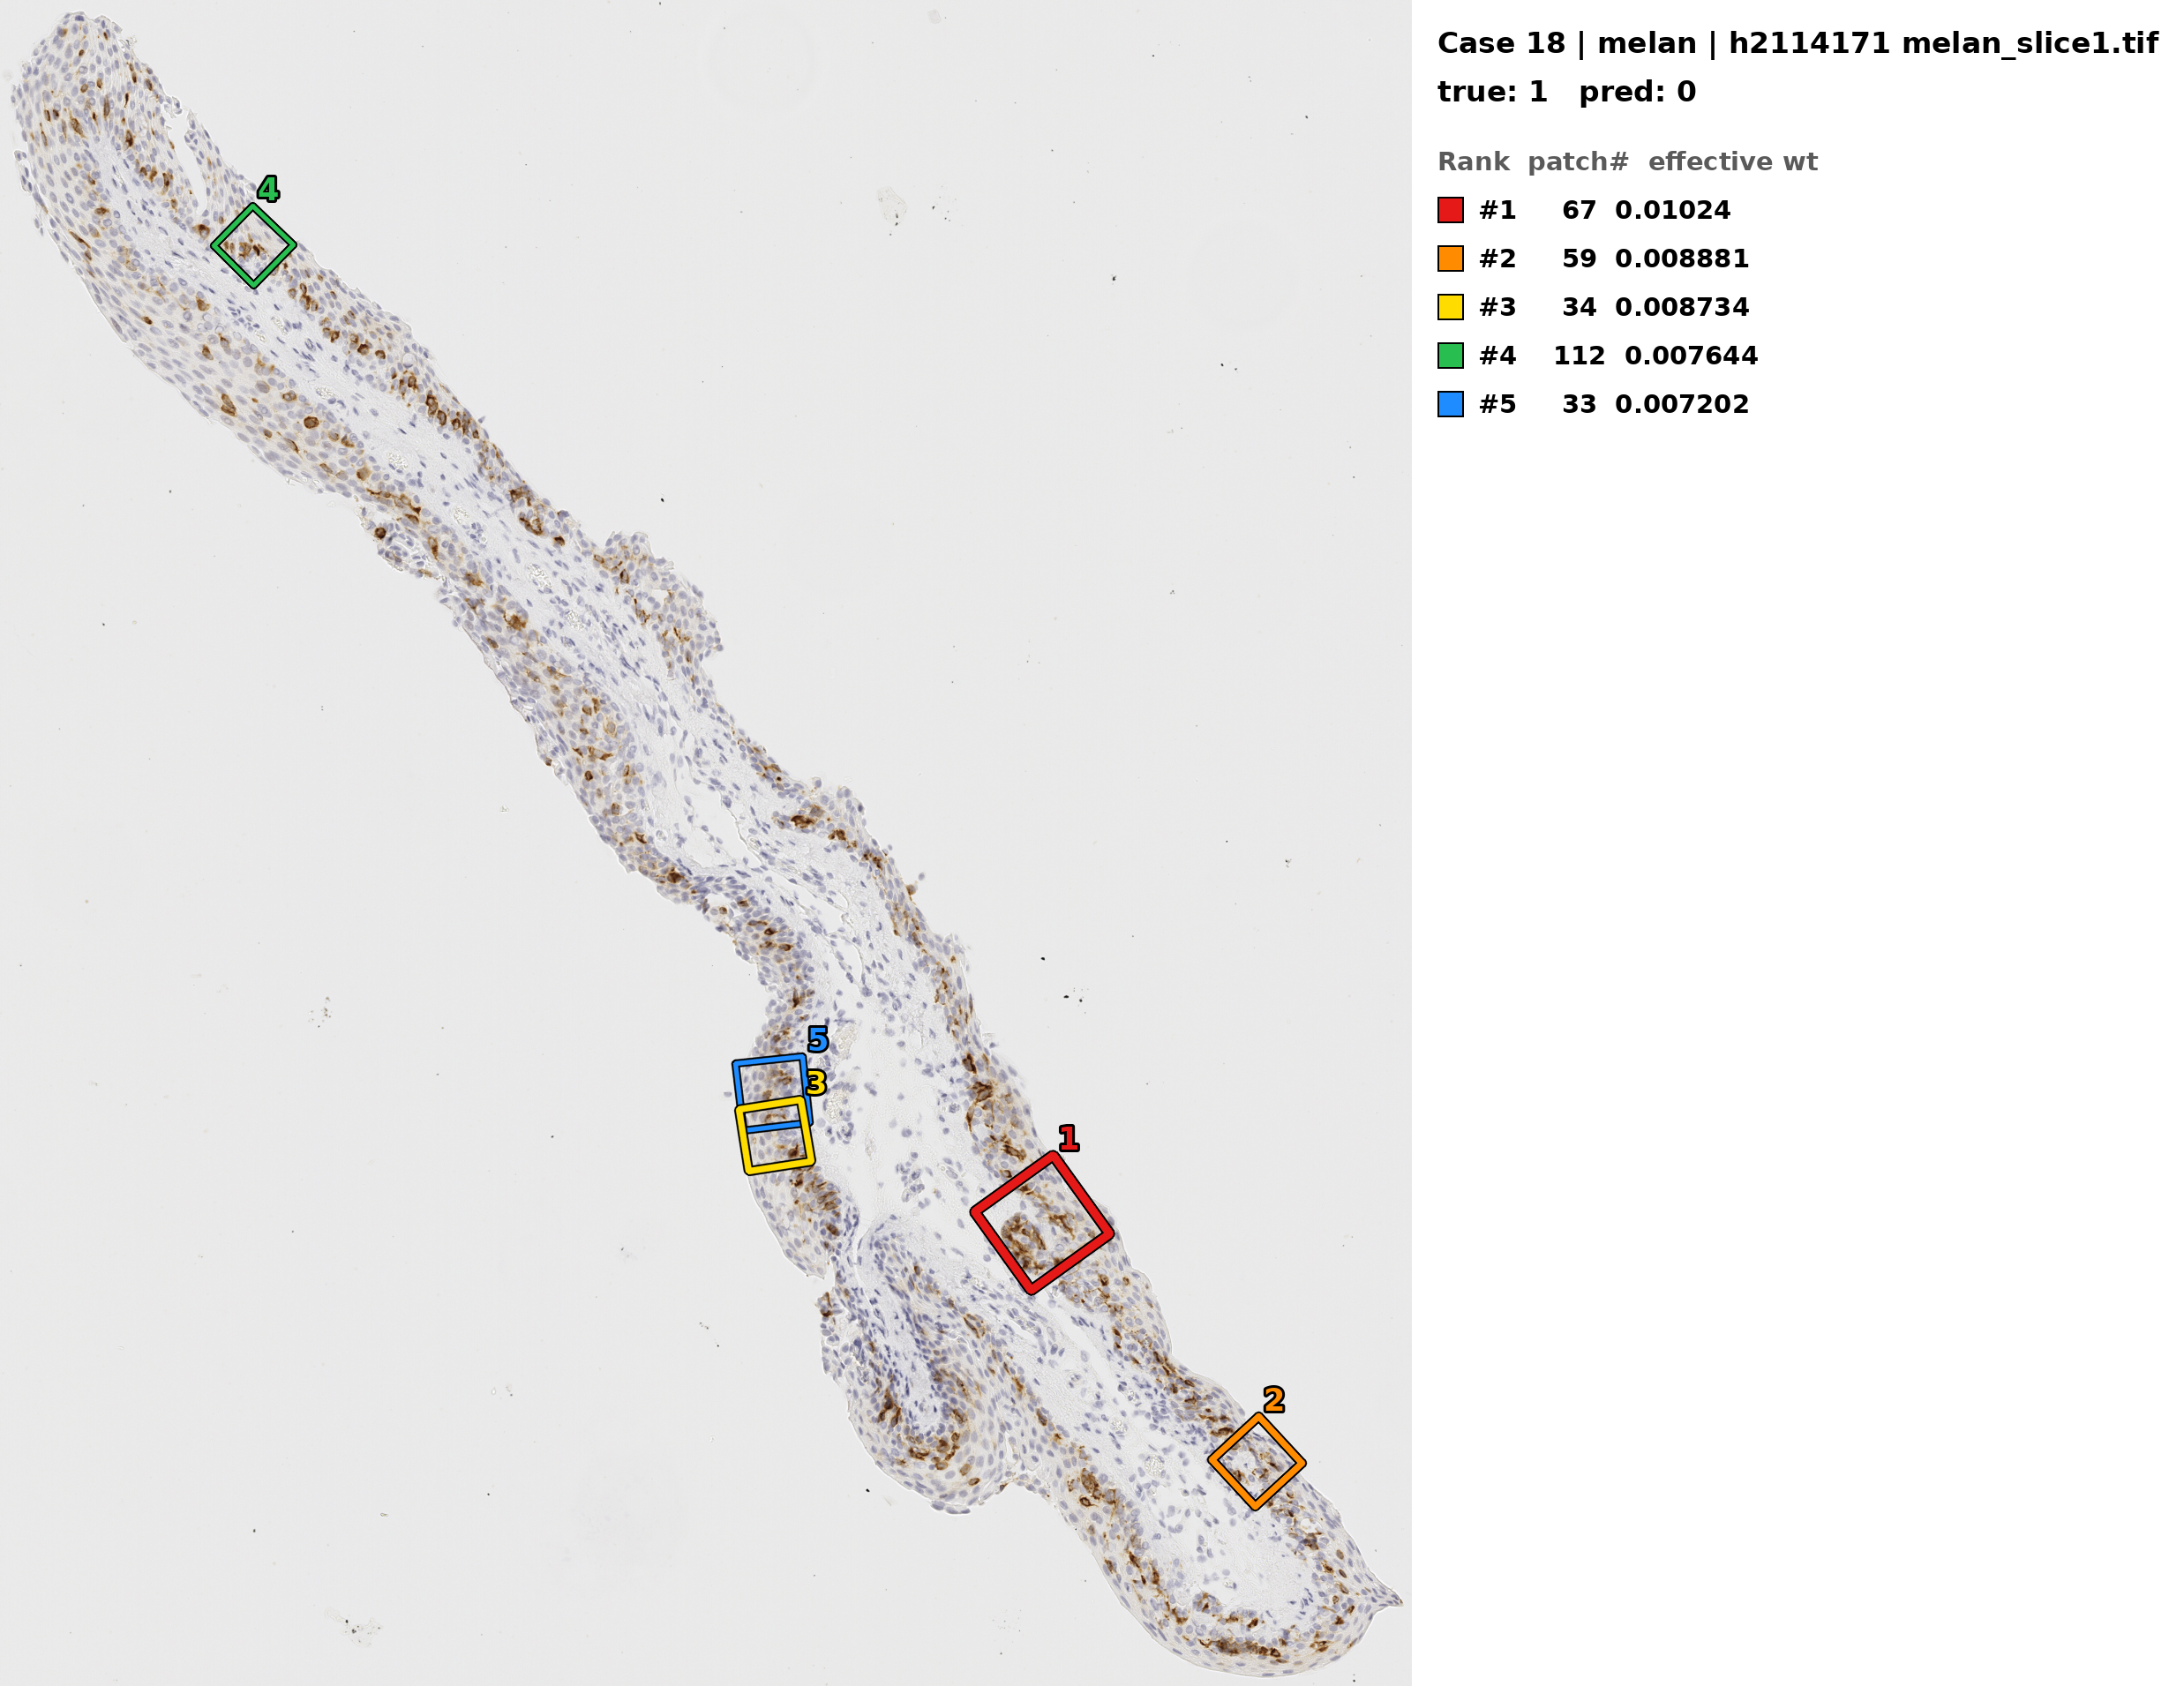 Case 18 | melan | h2114171 melan_slice1.tif
true: 1 pred: 0
Rank patch# effective wt
#1 67 0.01024
#2 59 0.008881
#3 34 0.008734
#4 112 0.007644
#5 33 0.007202
4
5
3
1
2